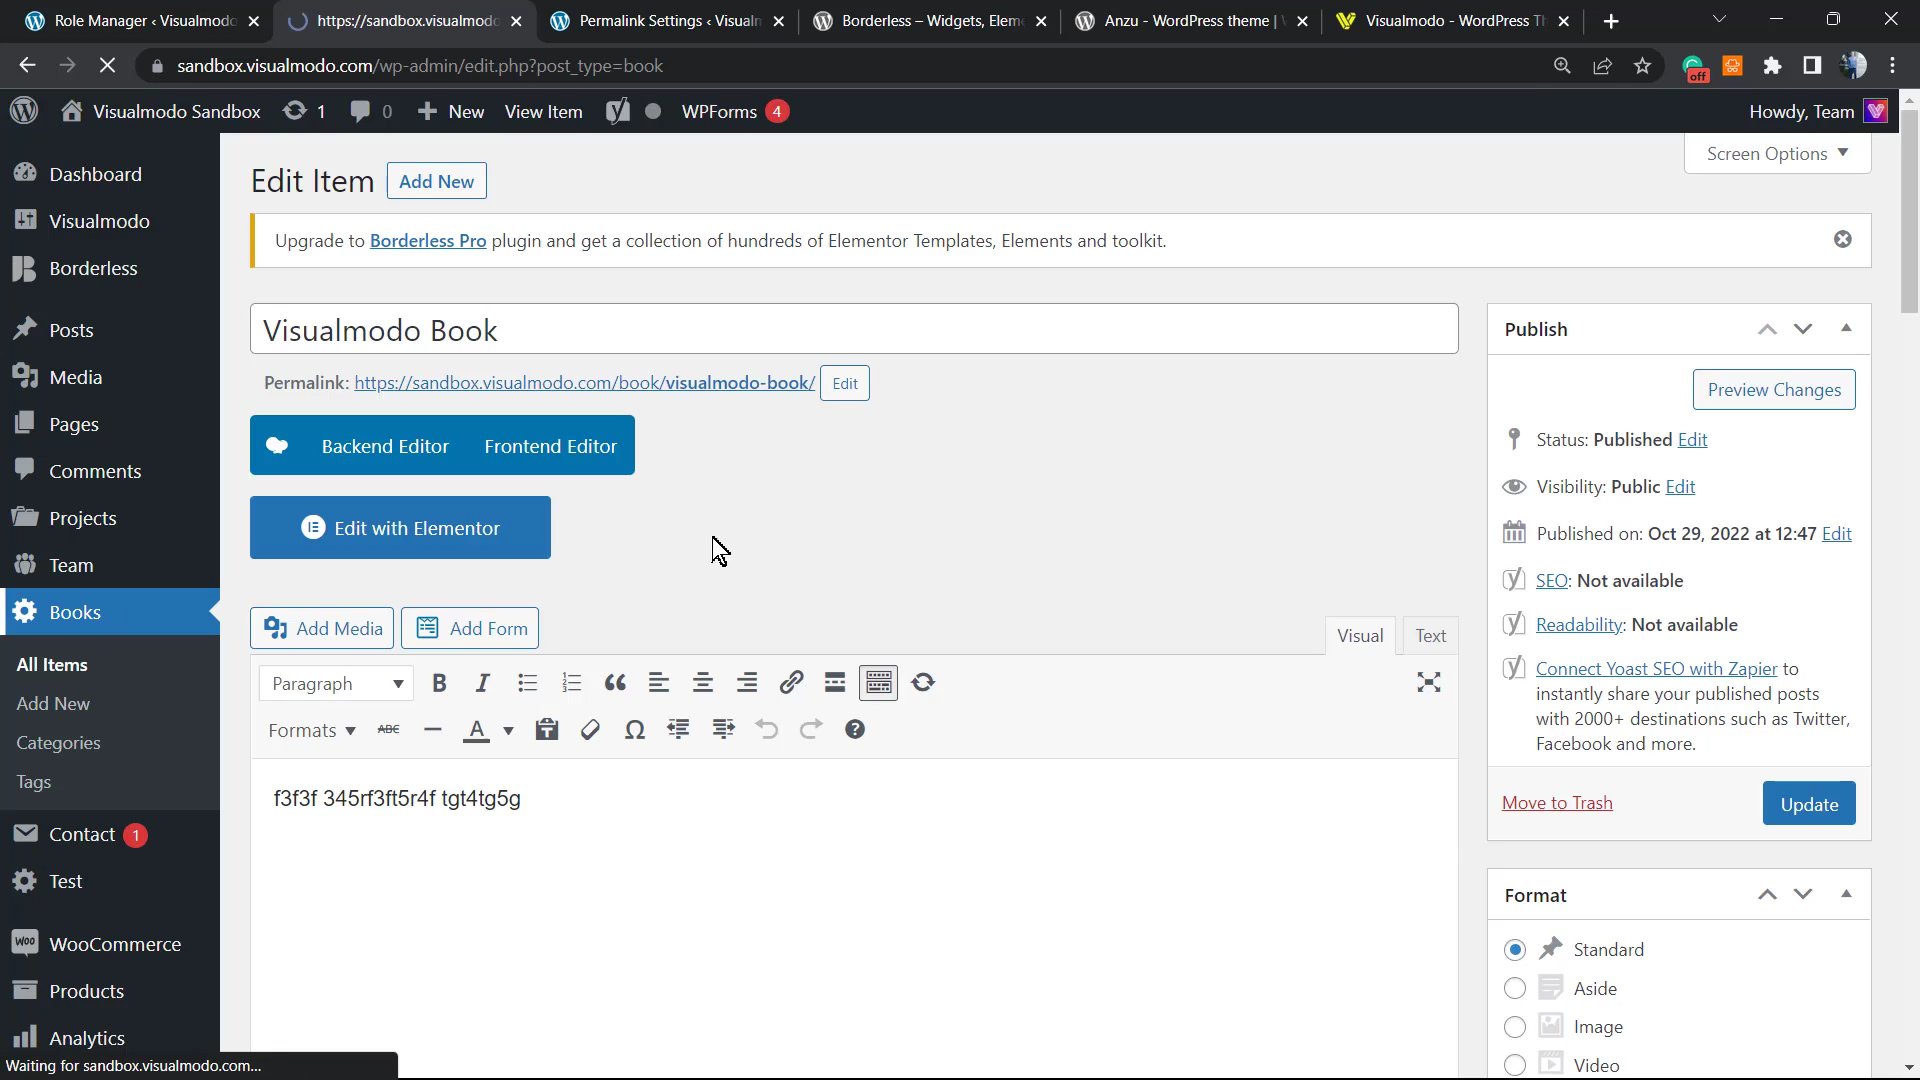 Role Manager ‹ Visualmodo
https://sandbox.visualmodo
Permalink Settings ‹ Visualm
Borderless – Widgets, Elem
Anzu - WordPress theme |
Visualmodo - WordPress Th
sandbox.visualmodo.com/wp-admin/edit.php?post_type=book
off
Visualmodo Sandbox
1
0
New
View Item
WPForms
4
Howdy, Team
Screen Options
Dashboard
Visualmodo
Borderless
Posts
Media
Pages
Comments
Projects
Team
Books
All Items
Add New
Categories
Tags
Contact 1
Test
WooCommerce
Products
Analytics
Edit Item
Add New
Upgrade to Borderless Pro plugin and get a collection of hundreds of Elementor Templates, Elements and toolkit.
Visualmodo Book
Permalink: https://sandbox.visualmodo.com/book/visualmodo-book/
Edit
Backend Editor
Frontend Editor
Edit with Elementor
Add Media
Add Form
Visual
Text
Paragraph
B
I
Formats
ABC
A
f3f3f 345rf3ft5r4f tgt4tg5g
Publish
Preview Changes
Status: Published Edit
Visibility: Public Edit
Published on: Oct 29, 2022 at 12:47 Edit
SEO: Not available
Readability: Not available
Connect Yoast SEO with Zapier to
instantly share your published posts
with 2000+ destinations such as Twitter,
Facebook and more.
Move to Trash
Update
Format
Standard
Aside
Image
Video
Waiting for sandbox.visualmodo.com...